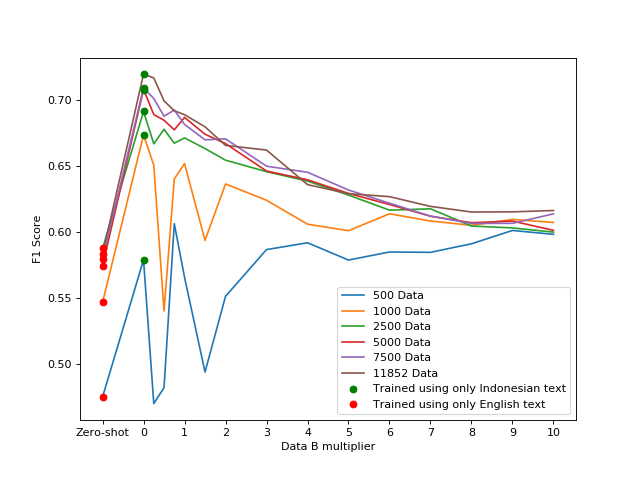 F1 Score
0.70
0.65
0.60
0.55
0.50
500 Data
1000 Data
2500 Data
5000 Data
7500 Data
11852 Data
Trained using only Indonesian text
Trained using only English text
Zero-shot 0 1 2 3 4 5 6 7 8 9 10
Data B multiplier